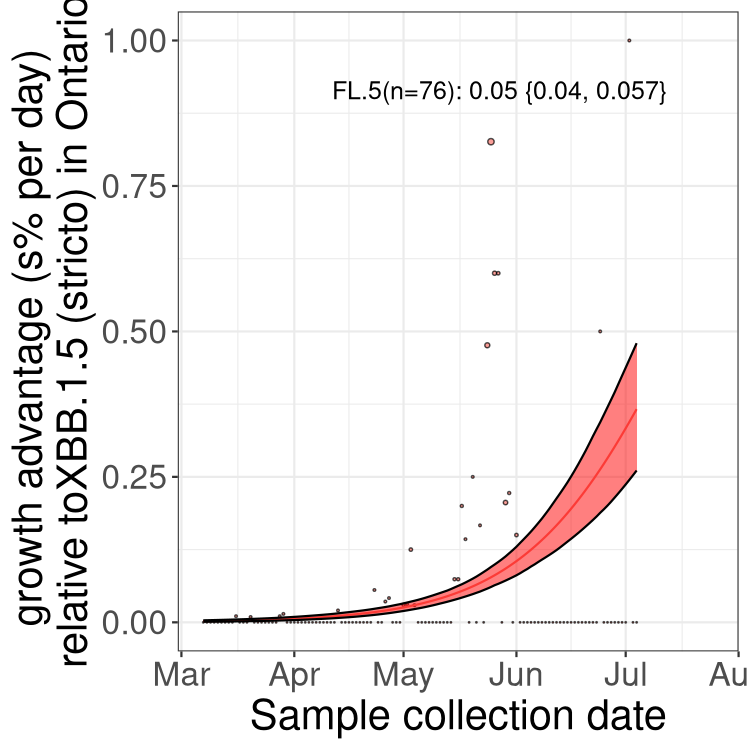 growth advantage (s% per day)
relative toXBB.1.5 (stricto) in Ontario
1.00
0.75
0.50
0.25
0.00
FL.5(n=76): 0.05 {0.04, 0.057}
Mar Apr May Jun Jul Au
Sample collection date